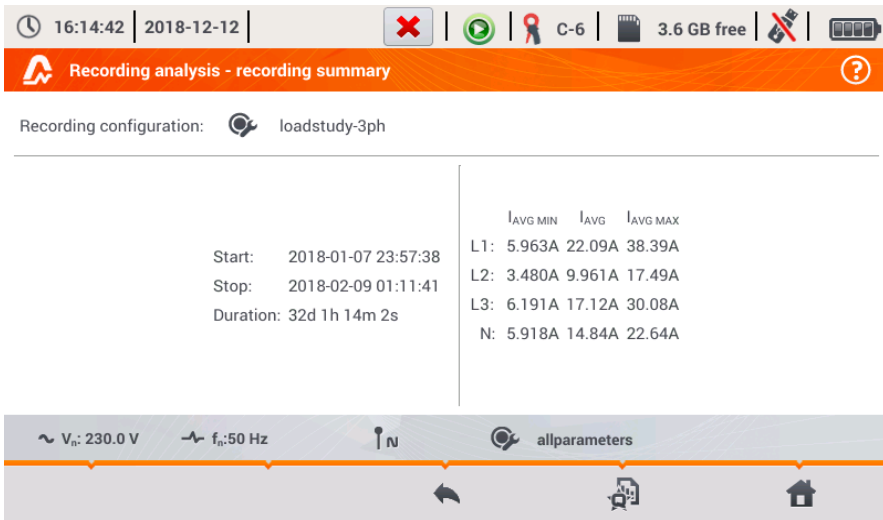 16:14:42 2018-12-12 C-6 3.6 GB free
Recording analysis - recording summary ?
Recording configuration: loadstudy-3ph
Start: 2018-01-07 23:57:38
Stop: 2018-02-09 01:11:41
Duration: 32d 1h 14m 2s
IAVG MIN IAVG IAVG MAX
L1: 5.963A 22.09A 38.39A
L2: 3.480A 9.961A 17.49A
L3: 6.191A 17.12A 30.08A
N: 5.918A 14.84A 22.64A
Vn: 230.0 V fn:50 Hz N allparameters